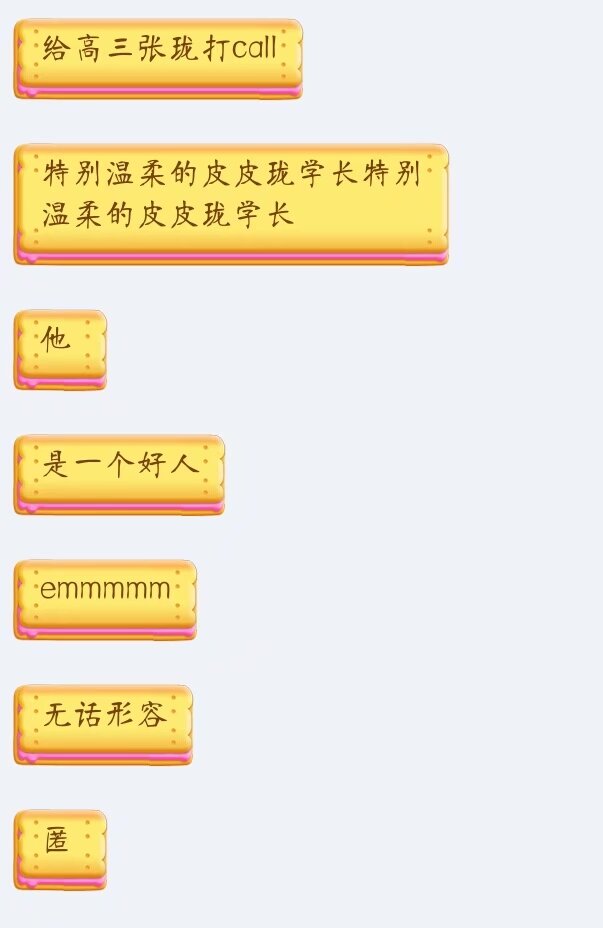 给高三张珑打call
特别温柔的皮皮珑学长特别
温柔的皮皮珑学长
他
是一个好人
emmmmm
无话形容
匿